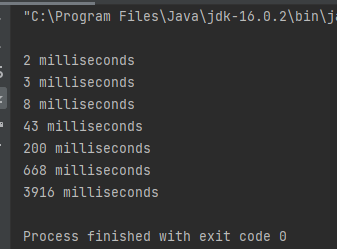 "C:\Program Files\Java\jdk-16.0.2\bin\ja
2 milliseconds
3 milliseconds
8 milliseconds
43 milliseconds
200 milliseconds
668 milliseconds
3916 milliseconds
Process finished with exit code 0